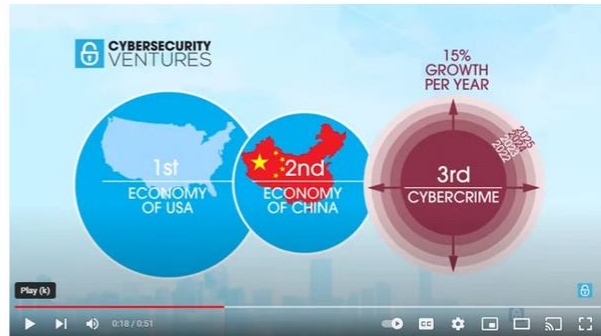 CYBERSECURITY
VENTURES
15%
GROWTH
PER YEAR
1st
ECONOMY
OF USA
2nd
ECONOMY
OF CHINA
2025
2022
3rd
CYBERCRIME
Play (k)
0:18 / 0:51
CC